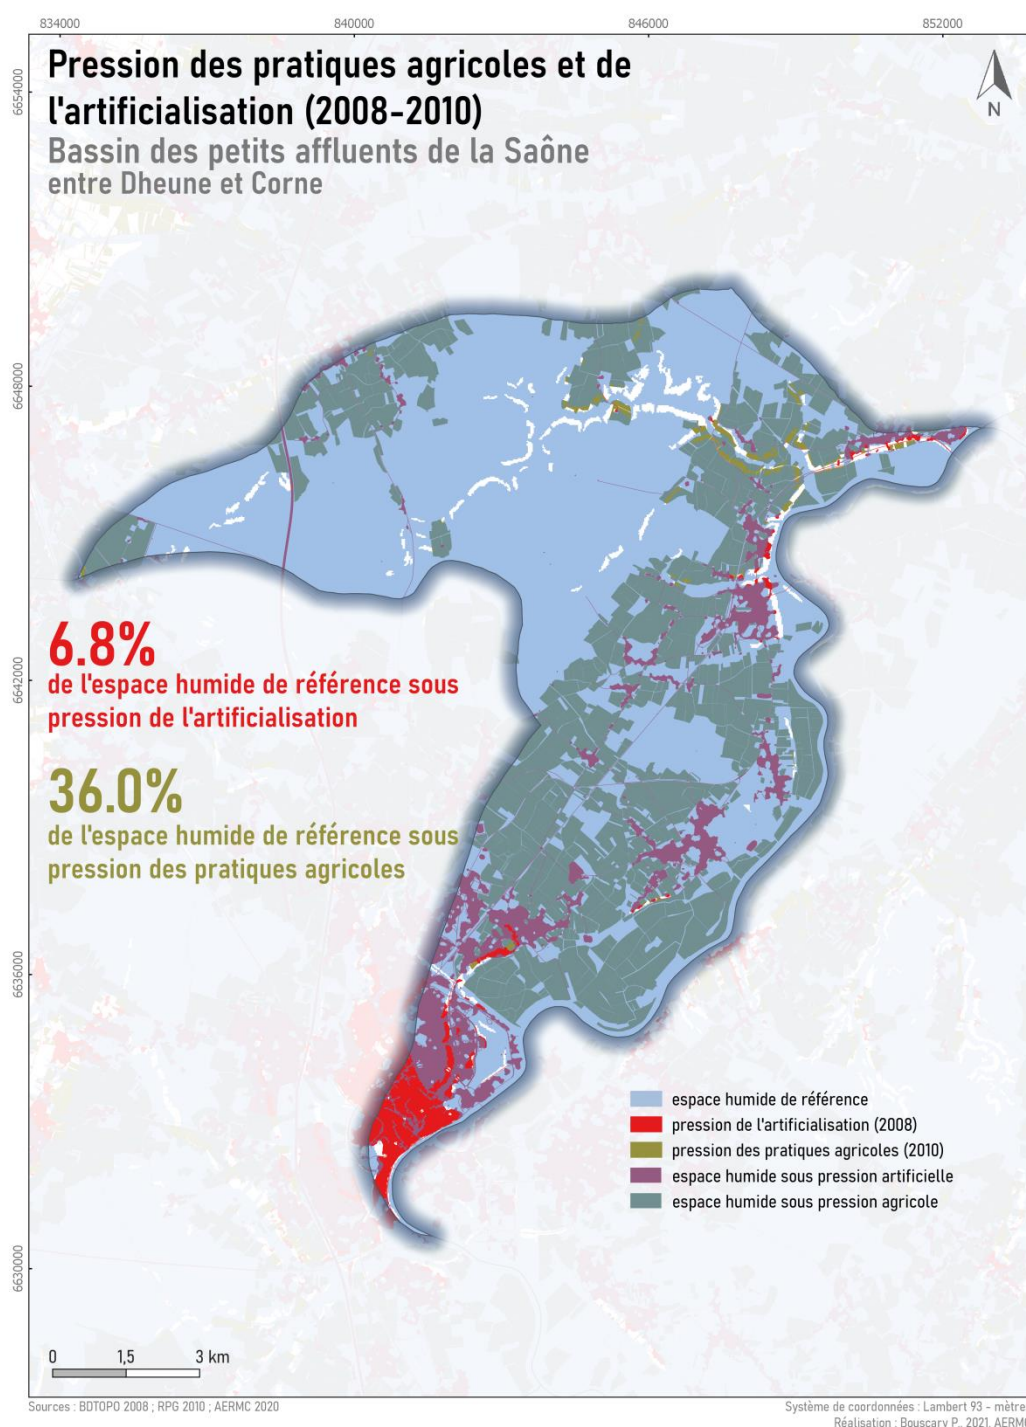 834000
840000
846000
852000
Pression des pratiques agricoles et de
l'artificialisation (2008-2010)
Bassin des petits affluents de la Saône
entre Dheune et Corne
N
6654000
6648000
6642000
6636000
6630000
6.8%
de l'espace humide de référence sous
pression de l'artificialisation
36.0%
de l'espace humide de référence sous
pression des pratiques agricoles
espace humide de référence
pression de l'artificialisation (2008)
pression des pratiques agricoles (2010)
espace humide sous pression artificielle
espace humide sous pression agricole
0 1,5 3 km
Sources : BDTOPO 2008 ; RPG 2010 ; AERMC 2020
Système de coordonnées : Lambert 93 - mètre
Réalisation : Bouscary P., 2021, AERMC